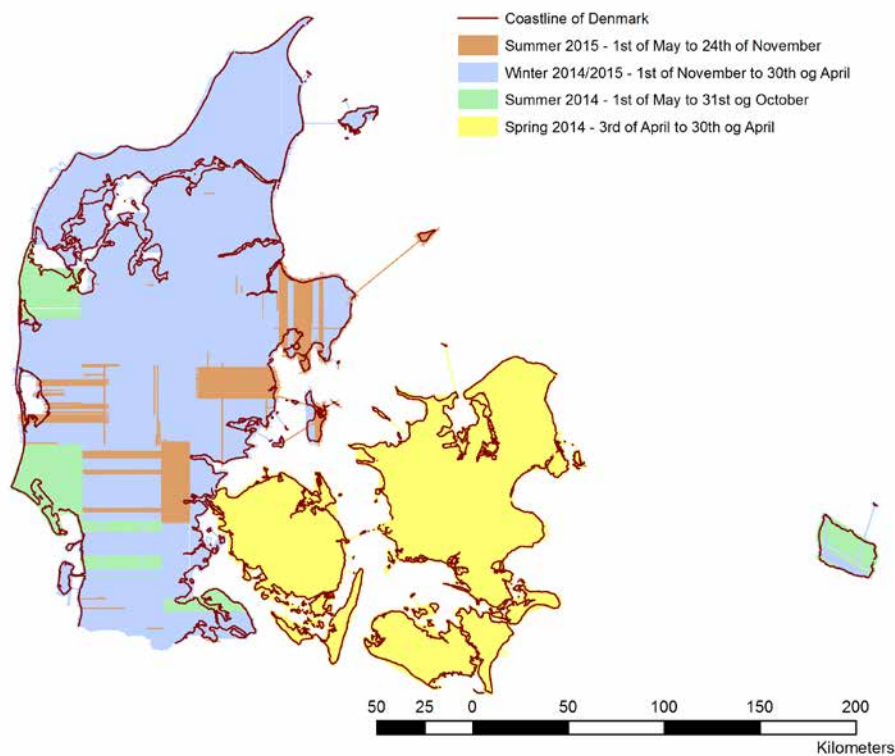 Coastline of Denmark
Summer 2015 - 1st of May to 24th of November
Winter 2014/2015 - 1st of November to 30th og April
Summer 2014 - 1st of May to 31st og October
Spring 2014 - 3rd of April to 30th og April
50 25 0 50 100 150 200
Kilometers